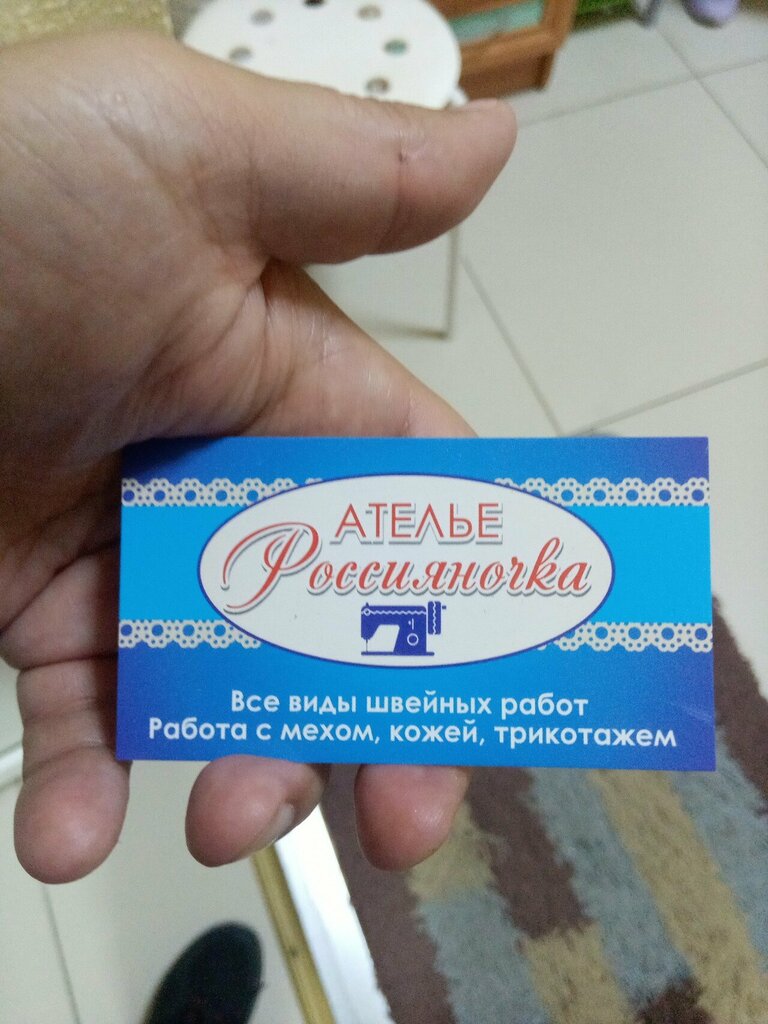 АТЕЛЬЕ
Россияночка
Все виды швейных работ
Работа с мехом, кожей, трикотажем